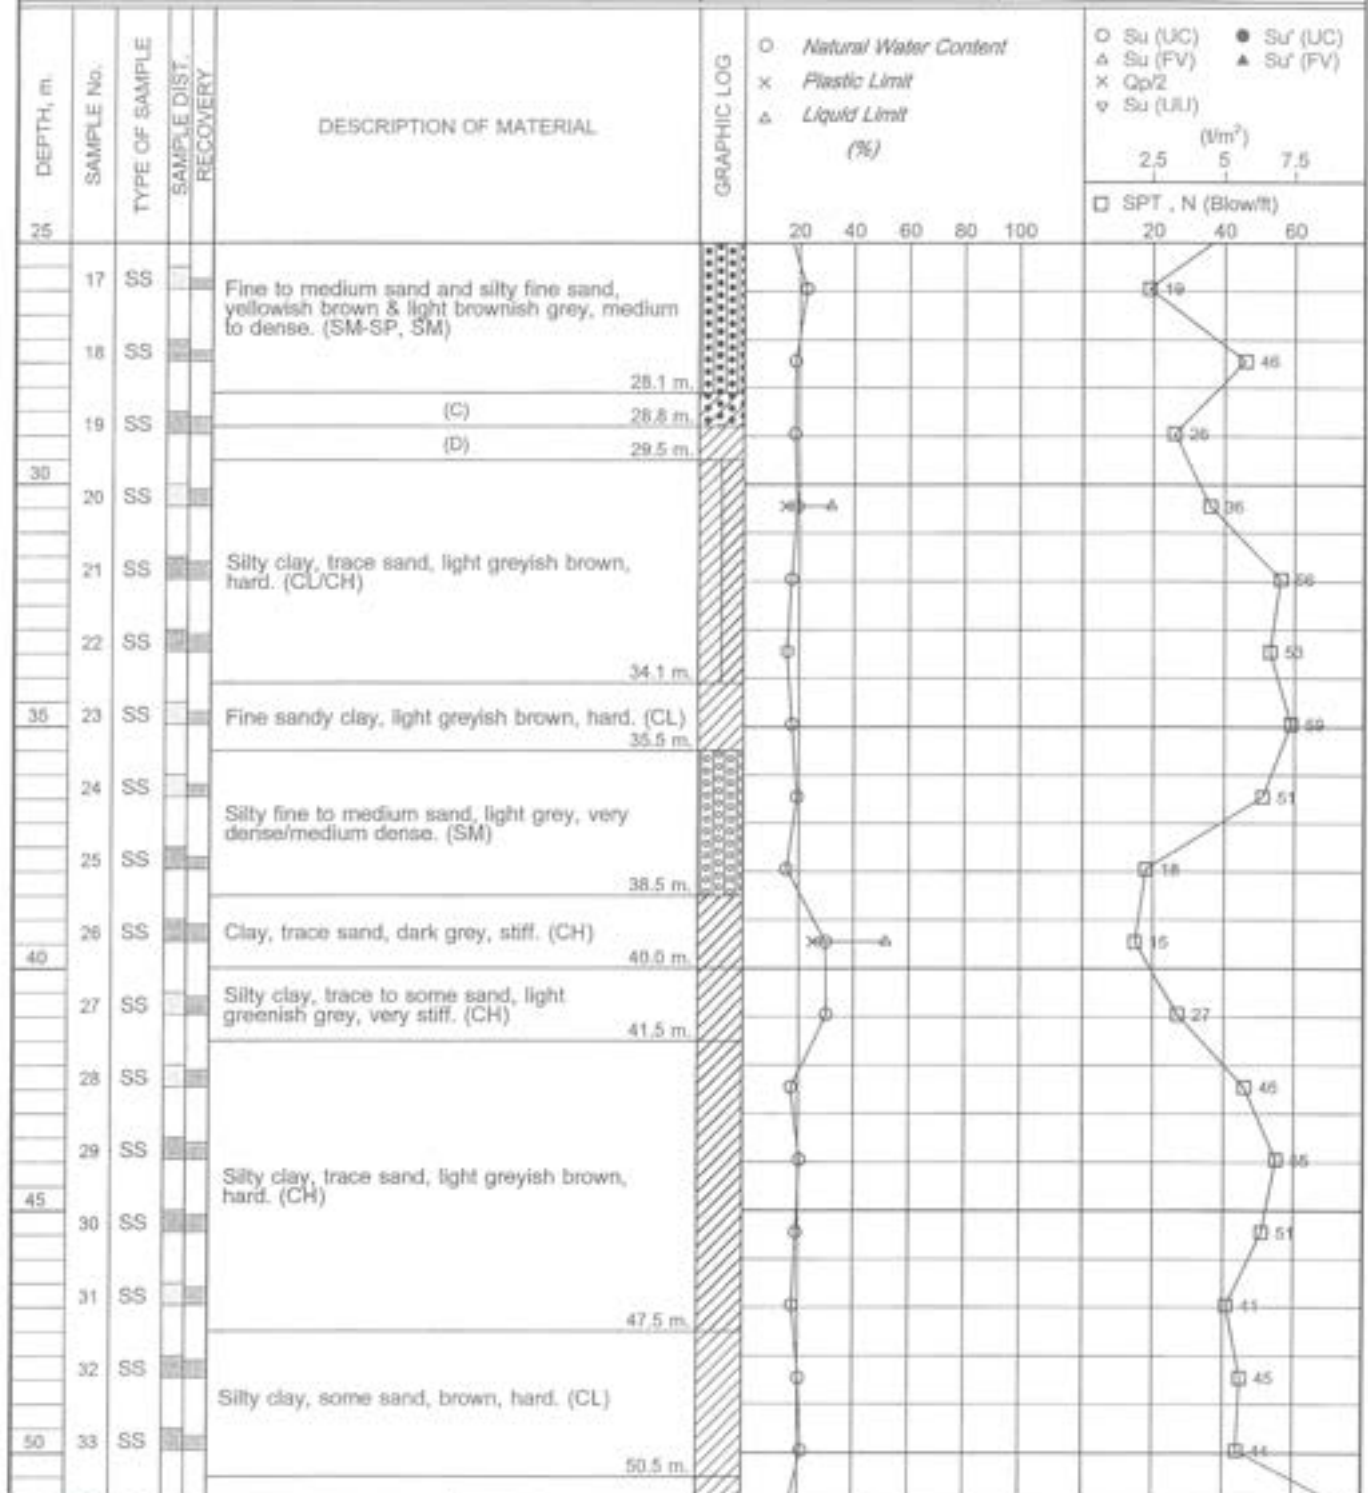 DEPTH, m.
SAMPLE No.
TYPE OF SAMPLE
SAMPLE DIST.
RECOVERY
DESCRIPTION OF MATERIAL
GRAPHIC LOG
○ Natural Water Content
× Plastic Limit
△ Liquid Limit
(%)
20 40 60 80 100
○ Su (UC) ● Su' (UC)
△ Su (FV) ▲ Su' (FV)
× Qp/2
▽ Su (UU)
(t/m²)
2.5 5 7.5
□ SPT , N (Blow/ft)
20 40 60
25
17 SS 19
Fine to medium sand and silty fine sand,
yellowish brown & light brownish grey, medium
to dense. (SM-SP, SM)
18 SS 46
28.1 m.
(C) 28.8 m.
19 SS 26
(D) 29.5 m.
30
20 SS 36
Silty clay, trace sand, light greyish brown,
hard. (CL/CH)
21 SS 56
22 SS 53
34.1 m.
35 23 SS Fine sandy clay, light greyish brown, hard. (CL) 59
35.5 m.
24 SS 51
Silty fine to medium sand, light grey, very
dense/medium dense. (SM)
25 SS 18
38.5 m.
26 SS Clay, trace sand, dark grey, stiff. (CH) 15
40 40.0 m.
Silty clay, trace to some sand, light
greenish grey, very stiff. (CH)
27 SS 27
41.5 m.
28 SS 46
29 SS 55
Silty clay, trace sand, light greyish brown,
hard. (CH)
45
30 SS 51
31 SS 41
47.5 m.
32 SS 45
Silty clay, some sand, brown, hard. (CL)
50 33 SS 44
50.5 m.